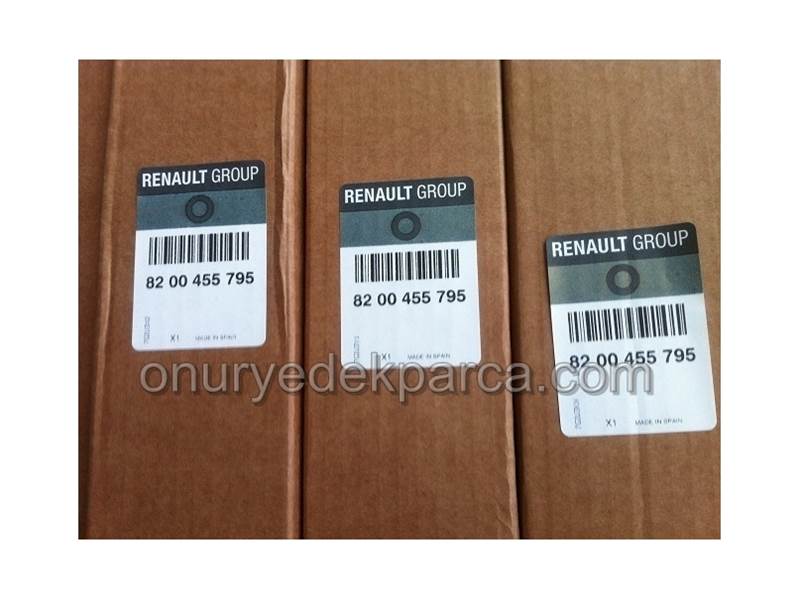 RENAULT GROUP
82 00 455 795
X1 MADE IN SPAIN
RENAULT GROUP
82 00 455 795
X1 MADE IN SPAIN
RENAULT GROUP
82 00 455 795
X1 MADE IN SPAIN
onuryedekparca.com